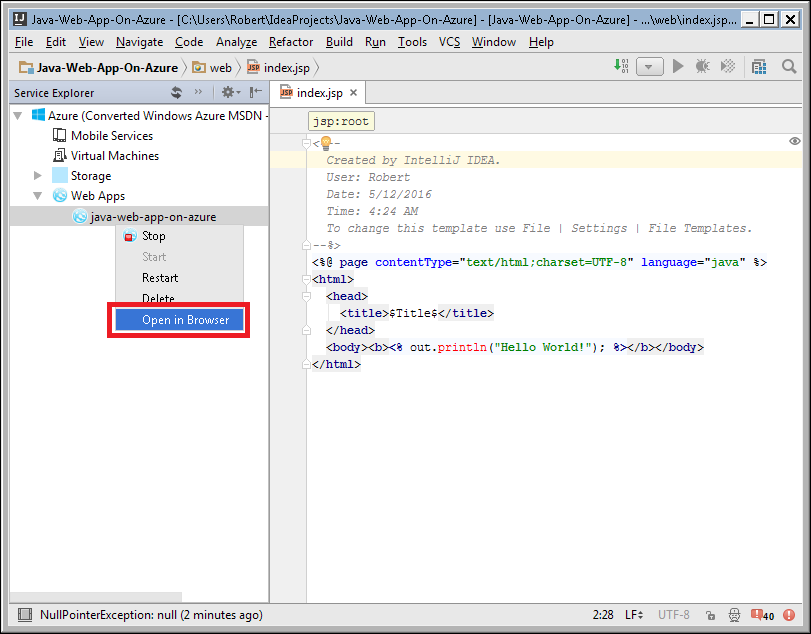 Java-Web-App-On-Azure - [C:\Users\Robert\IdeaProjects\Java-Web-App-On-Azure] - [Java-Web-App-On-Azure] - ...\web\index.jsp...
File Edit View Navigate Code Analyze Refactor Build Run Tools VCS Window Help
Java-Web-App-On-Azure web index.jsp
Service Explorer
index.jsp
jsp:root
Azure (Converted Windows Azure MSDN -
Mobile Services
Virtual Machines
Storage
Web Apps
java-web-app-on-azure
Stop
Start
Restart
Delete
Open in Browser
<%--
Created by IntelliJ IDEA.
User: Robert
Date: 5/12/2016
Time: 4:24 AM
To change this template use File | Settings | File Templates.
--%>
<%@ page contentType="text/html;charset=UTF-8" language="java" %>
<html>
<head>
<title>$Title$</title>
</head>
<body><b><% out.println("Hello World!"); %></b></body>
</html>
NullPointerException: null (2 minutes ago) 2:28 LF UTF-8 40